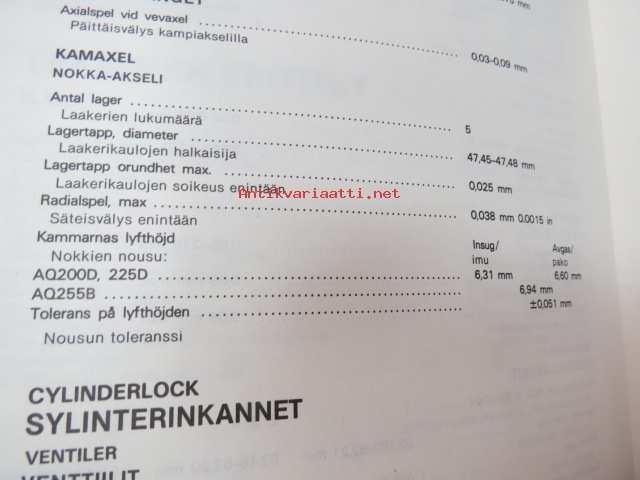 mm
Axialspel vid vevaxel
Päittäisvälys kampiakselilla 0,03-0,09 mm
KAMAXEL
NOKKA-AKSELI
Antal lager
Laakerien lukumäärä 5
Lagertapp, diameter
Laakerikaulojen halkaisija 47,45-47,48 mm
Lagertapp orundhet max.
Laakerikaulojen soikeus enintään 0,025 mm
Antikvariaatti.net
Radialspel, max 0,038 mm 0.0015 in
Säteisvälys enintään
Kammarnas lyfthöjd Insug/ Avgas/
Nokkien nousu: imu pako
AQ200D, 225D 6,31 mm 6,60 mm
AQ255B 6,94 mm
Tolerans på lyfthöjden ±0,051 mm
Nousun toleranssi
CYLINDERLOCK
SYLINTERINKANNET
VENTILER
VENTTIILIT